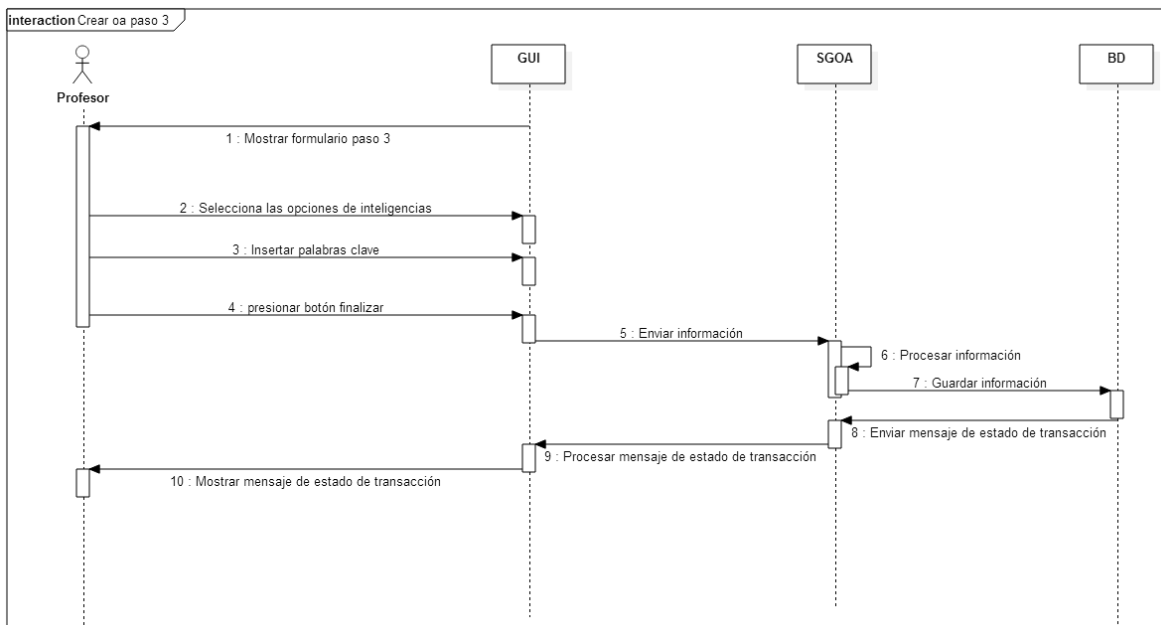 interaction Crear oa paso 3
GUI
SGOA
BD
Profesor
1 : Mostrar formulario paso 3
2 : Selecciona las opciones de inteligencias
3 : Insertar palabras clave
4 : presionar botón finalizar
5 : Enviar información
6 : Procesar información
7 : Guardar información
8 : Enviar mensaje de estado de transacción
9 : Procesar mensaje de estado de transacción
10 : Mostrar mensaje de estado de transacción